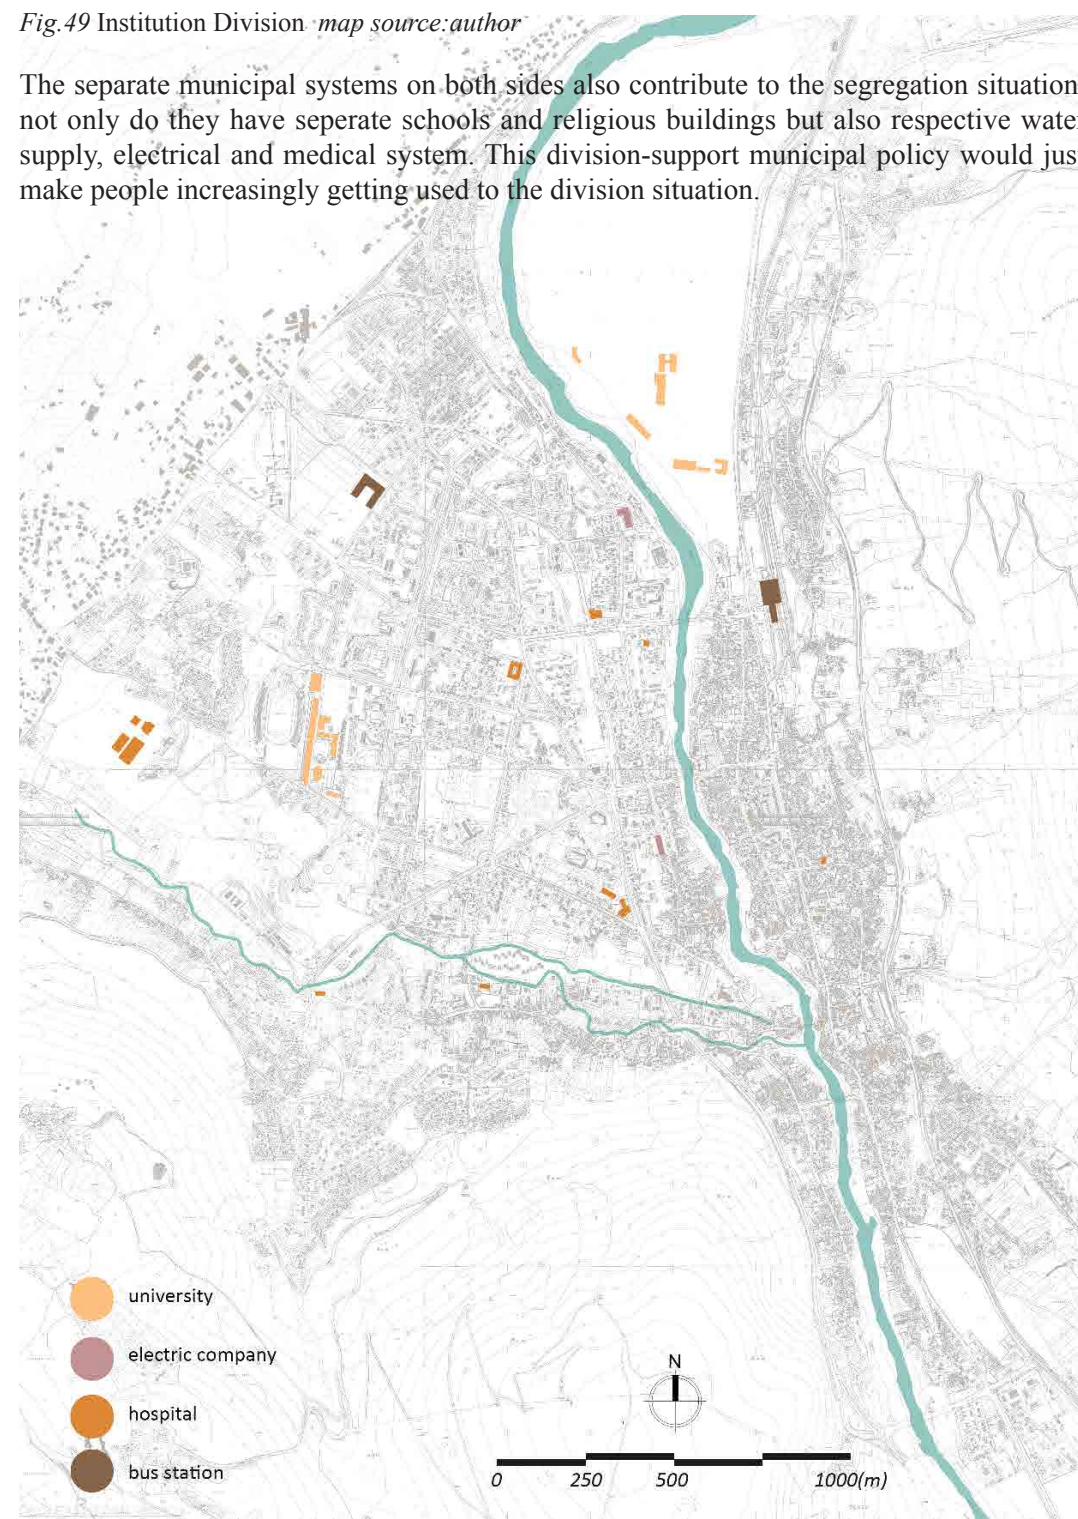 Fig.49 Institution Division map source:author
The separate municipal systems on both sides also contribute to the segregation situation
not only do they have seperate schools and religious buildings but also respective wate
supply, electrical and medical system. This division-support municipal policy would jus
make people increasingly getting used to the division situation.
university
electric company
hospital
bus station
N
0 250 500 1000(m)